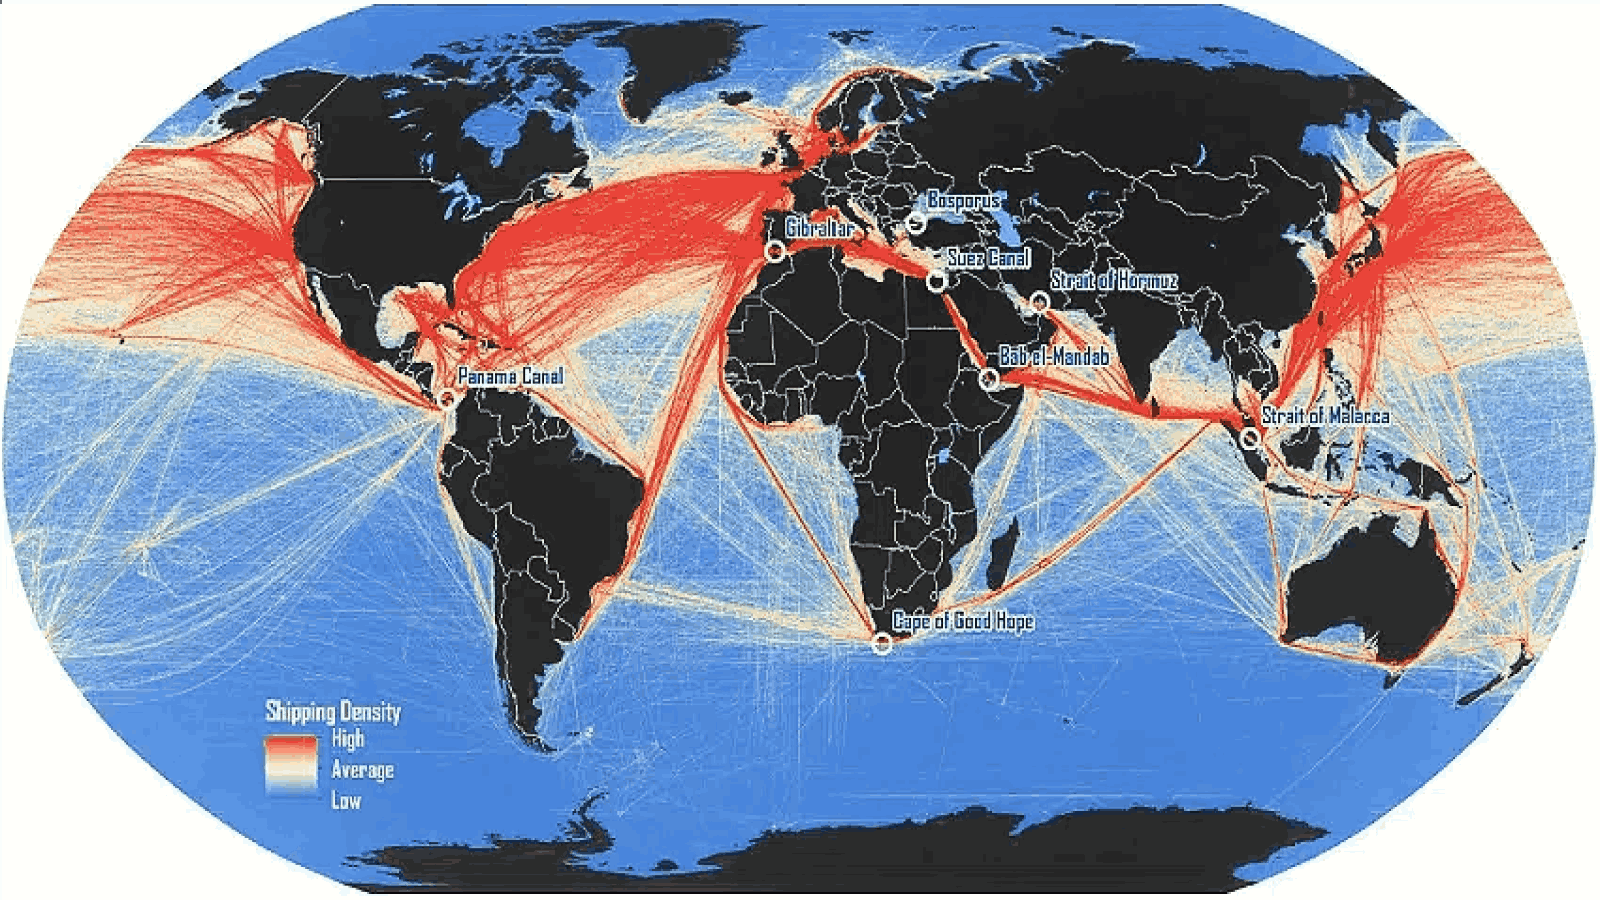 Bosporus
Gibraltar
Suez Canal
Strait of Hormuz
Bab el-Mandab
Panama Canal
Strait of Malacca
Cape of Good Hope
Shipping Density
High
Average
Low